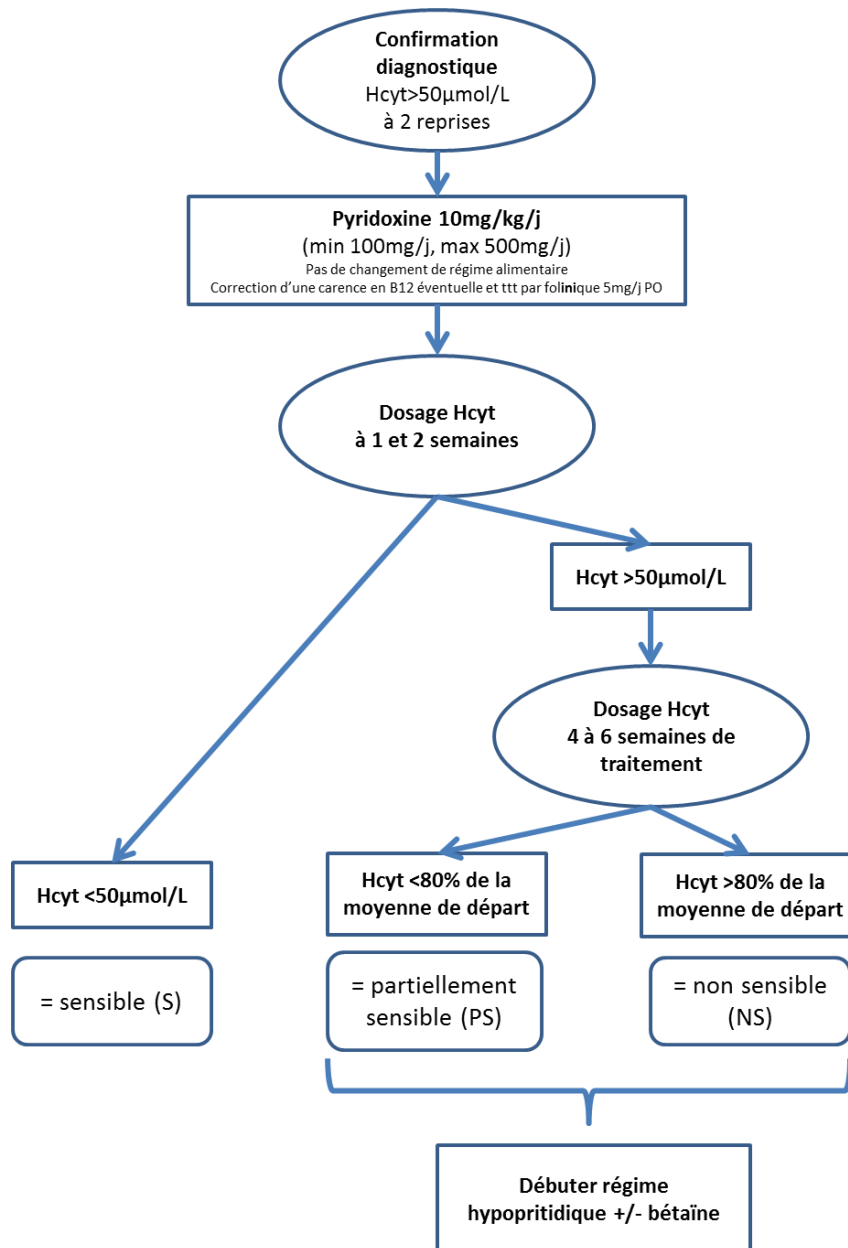 Confirmation
diagnostique
Hcyt>50µmol/L
à 2 reprises
Pyridoxine 10mg/kg/j
(min 100mg/j, max 500mg/j)
Pas de changement de régime alimentaire
Correction d'une carence en B12 éventuelle et ttt par folinique 5mg/j PO
Dosage Hcyt
à 1 et 2 semaines
Hcyt >50µmol/L
Dosage Hcyt
4 à 6 semaines de
traitement
Hcyt <50µmol/L
Hcyt <80% de la
moyenne de départ
Hcyt >80% de la
moyenne de départ
= sensible (S)
= partiellement
sensible (PS)
= non sensible
(NS)
Débuter régime
hypopritidique +/- bétaïne